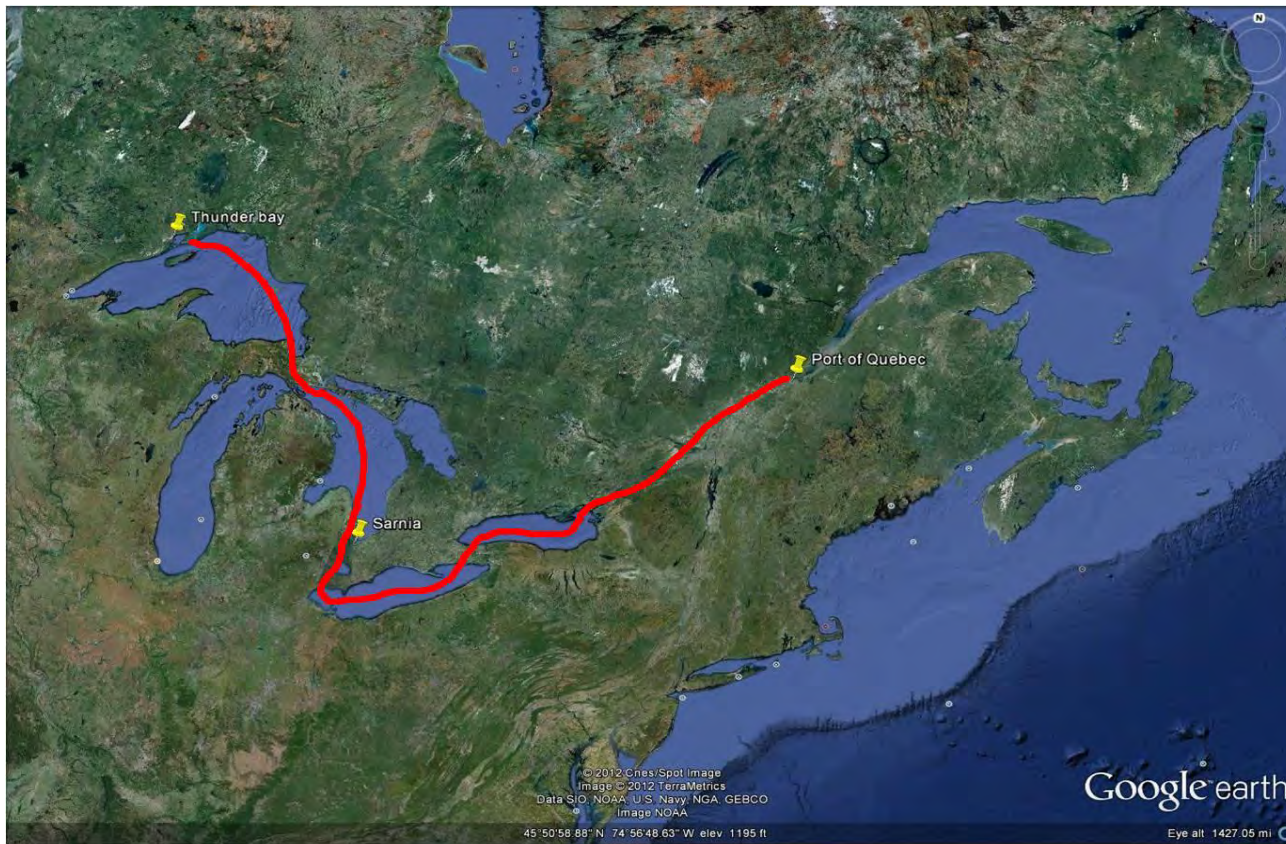 N
Thunder bay
Port of Quebec
Sarnia
© 2012 Cnes/Spot Image
Image © 2012 TerraMetrics
Data SIO, NOAA, U.S. Navy, NGA, GEBCO
Image NOAA
Google earth
45°50'58.88" N 74°56'48.63" W elev 1195 ft
Eye alt 1427.05 mi